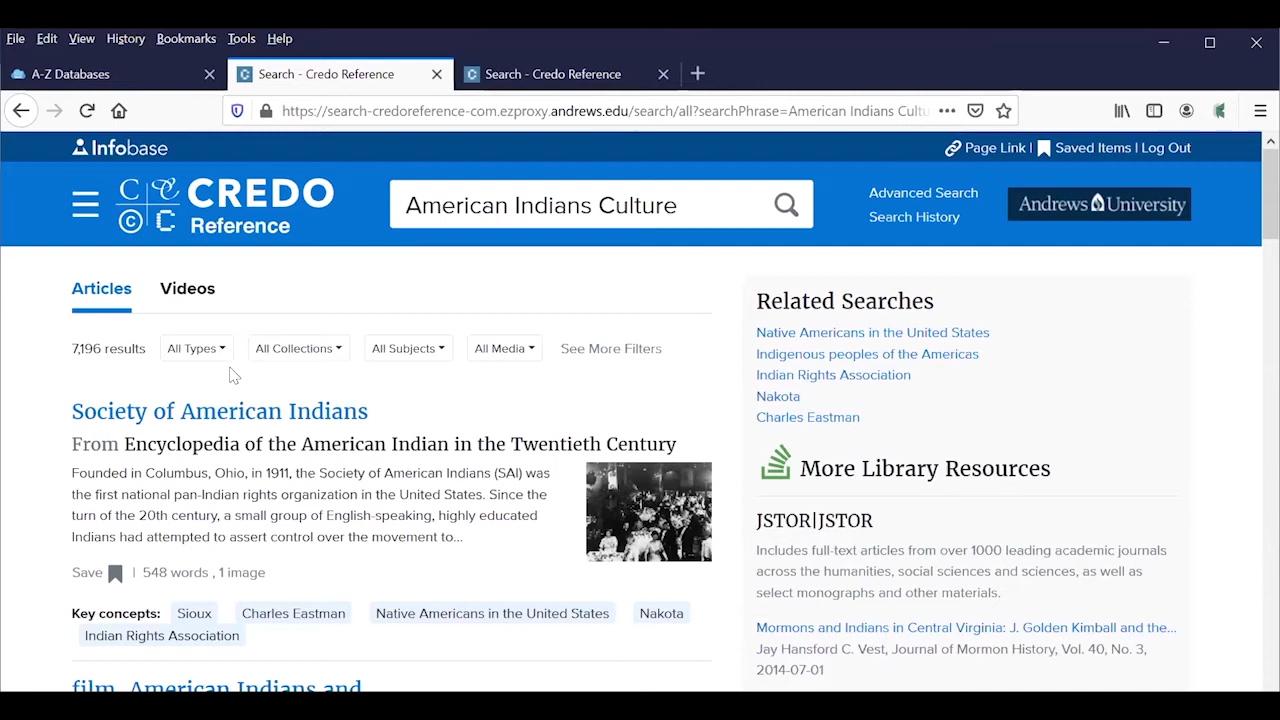 File Edit View History Bookmarks Tools Help
A-Z Databases
Search - Credo Reference
Search - Credo Reference
https://search-credoreference-com.ezproxy.andrews.edu/search/all?searchPhrase=American Indians Cultu
Infobase
Page Link | Saved Items | Log Out
CREDO
Reference
American Indians Culture
Advanced Search
Search History
Andrews University
Articles Videos
7,196 results All Types All Collections All Subjects All Media See More Filters
Society of American Indians
From Encyclopedia of the American Indian in the Twentieth Century
Founded in Columbus, Ohio, in 1911, the Society of American Indians (SAI) was
the first national pan-Indian rights organization in the United States. Since the
turn of the 20th century, a small group of English-speaking, highly educated
Indians had attempted to assert control over the movement to...
Save | 548 words , 1 image
Key concepts: Sioux Charles Eastman Native Americans in the United States Nakota
Indian Rights Association
film, American Indians and
Related Searches
Native Americans in the United States
Indigenous peoples of the Americas
Indian Rights Association
Nakota
Charles Eastman
More Library Resources
JSTOR|JSTOR
Includes full-text articles from over 1000 leading academic journals
across the humanities, social sciences and sciences, as well as
select monographs and other materials.
Mormons and Indians in Central Virginia: J. Golden Kimball and the...
Jay Hansford C. Vest, Journal of Mormon History, Vol. 40, No. 3,
2014-07-01